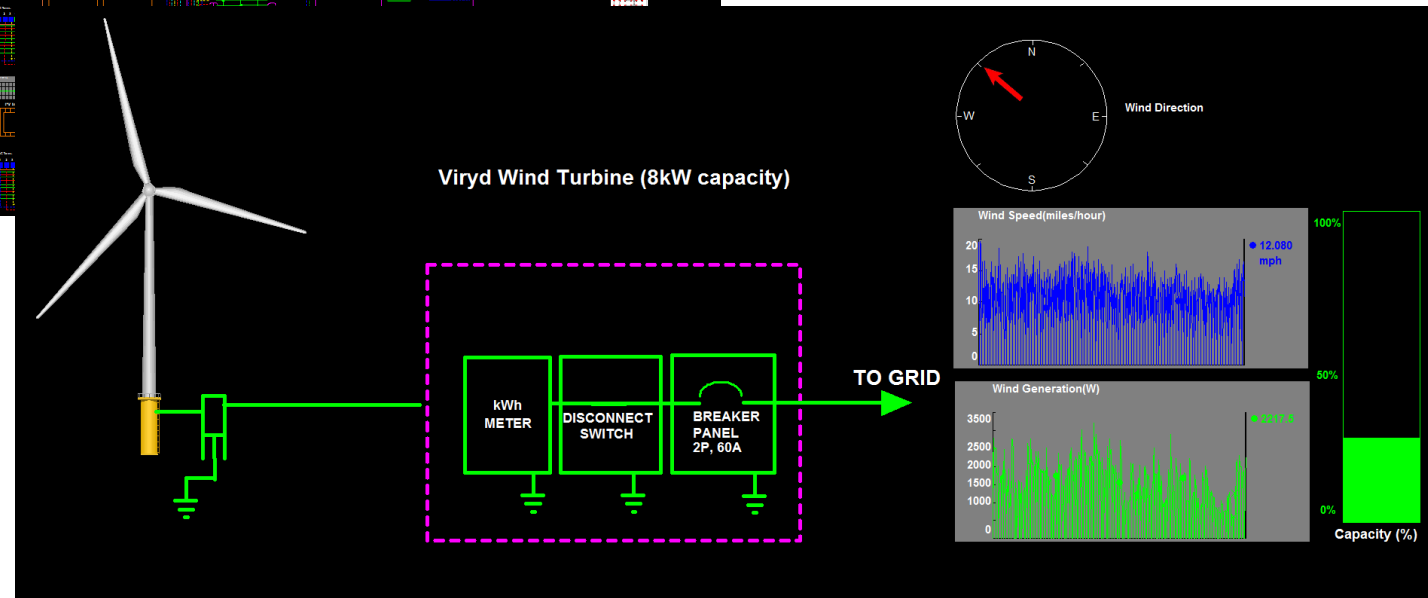 N
W
E
S
Wind Direction
Viryd Wind Turbine (8kW capacity)
Wind Speed(miles/hour)
20
15
10
5
0
12.080
mph
100%
50%
0%
Capacity (%)
TO GRID
kWh
METER
DISCONNECT
SWITCH
BREAKER
PANEL
2P, 60A
Wind Generation(W)
3500
2500
2000
1500
1000
0
2217.5